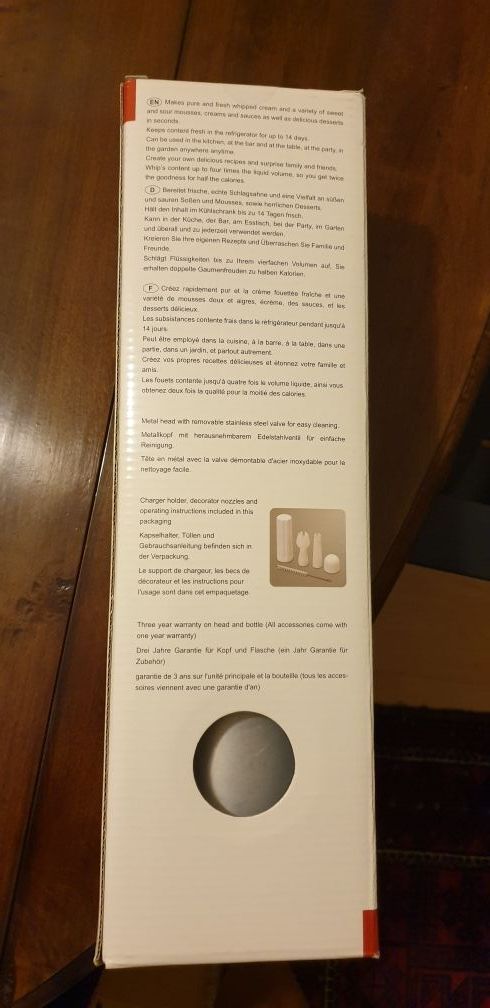 EN Makes pure and fresh whipped cream and a variety of sweet
and sour mousses, creams and sauces as well as delicious desserts
in seconds.
Keeps content fresh in the refrigerator for up to 14 days.
Can be used in the kitchen, at the bar and at the table, at the party, in
the garden anywhere anytime.
Create your own delicious recipes and surprise family and friends.
Whip's content up to four times the liquid volume, so you get twice
the goodness for half the calories.
D Bereitet frische, echte Schlagsahne und eine Vielfalt an süßen
und sauren Soßen und Mousses, sowie herrlichen Desserts.
Hält den Inhalt im Kühlschrank bis zu 14 Tagen frisch.
Kann in der Küche, der Bar, am Esstisch, bei der Party, im Garten
und überall und zu jederzeit verwendet werden.
Kreieren Sie Ihre eigenen Rezepte und Überraschen Sie Familie und
Freunde.
Schlägt Flüssigkeiten bis zu Ihrem vierfachen Volumen auf, Sie
erhalten doppelte Gaumenfreuden zu halben Kalorien.
F Créez rapidement pur et la crème fouettée fraîche et une
variété de mousses doux et aigres, écrème, des sauces, et les
desserts délicieux.
Les subsistances contente frais dans le réfrigérateur pendant jusqu'à
14 jours.
Peut être employé dans la cuisine, à la barre, à la table, dans une
partie, dans un jardin, et partout autrement.
Créez vos propres recettes délicieuses et étonnez votre famille et
amis.
Les fouets contente jusqu'à quatre fois le volume liquide, ainsi vous
obtenez deux fois la qualité pour la moitié des calories.
Metal head with removable stainless steel valve for easy cleaning.
Metallkopf mit herausnehmbarem Edelstahlventil für einfache
Reinigung.
Tête en métal avec la valve démontable d'acier inoxydable pour le
nettoyage facile.
Charger holder, decorator nozzles and
operating instructions included in this
packaging
Kapselhalter, Tüllen und
Gebrauchsanleitung befinden sich in
der Verpackung.
Le support de chargeur, les becs de
décorateur et les instructions pour
l'usage sont dans cet empaquetage.
Three year warranty on head and bottle (All accessories come with
one year warranty)
Drei Jahre Garantie für Kopf und Flasche (ein Jahr Garantie für
Zubehör)
garantie de 3 ans sur l'unité principale et la bouteille (tous les acces-
soires viennent avec une garantie d'an)